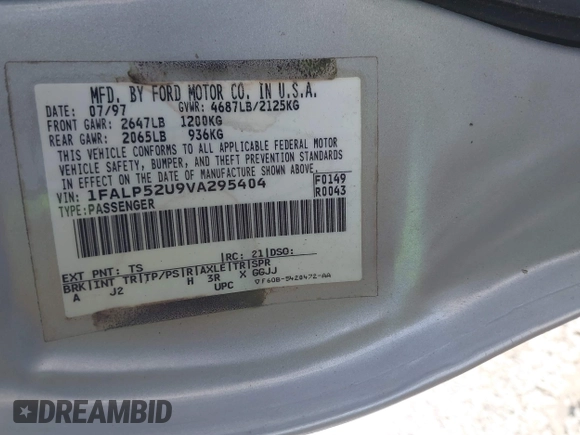 MFD. BY FORD MOTOR CO. IN U.S.A.
DATE: 07/97 GVWR: 4687LB/2125KG
FRONT GAWR: 2647LB 1200KG
REAR GAWR: 2065LB 936KG
THIS VEHICLE CONFORMS TO ALL APPLICABLE FEDERAL MOTOR
VEHICLE SAFETY, BUMPER, AND THEFT PREVENTION STANDARDS
IN EFFECT ON THE DATE OF MANUFACTURE SHOWN ABOVE.
VIN: 1FALP52U9VA295404 F0149
TYPE: PASSENGER R0043
EXT PNT: TS |RC: 21|DSO:
BRK|INT TR|TP/PS|R|AXLE|TR|SPR
A J2 H 3R X GGJJ
UPC F60B-5420472-AA
DREAMBID